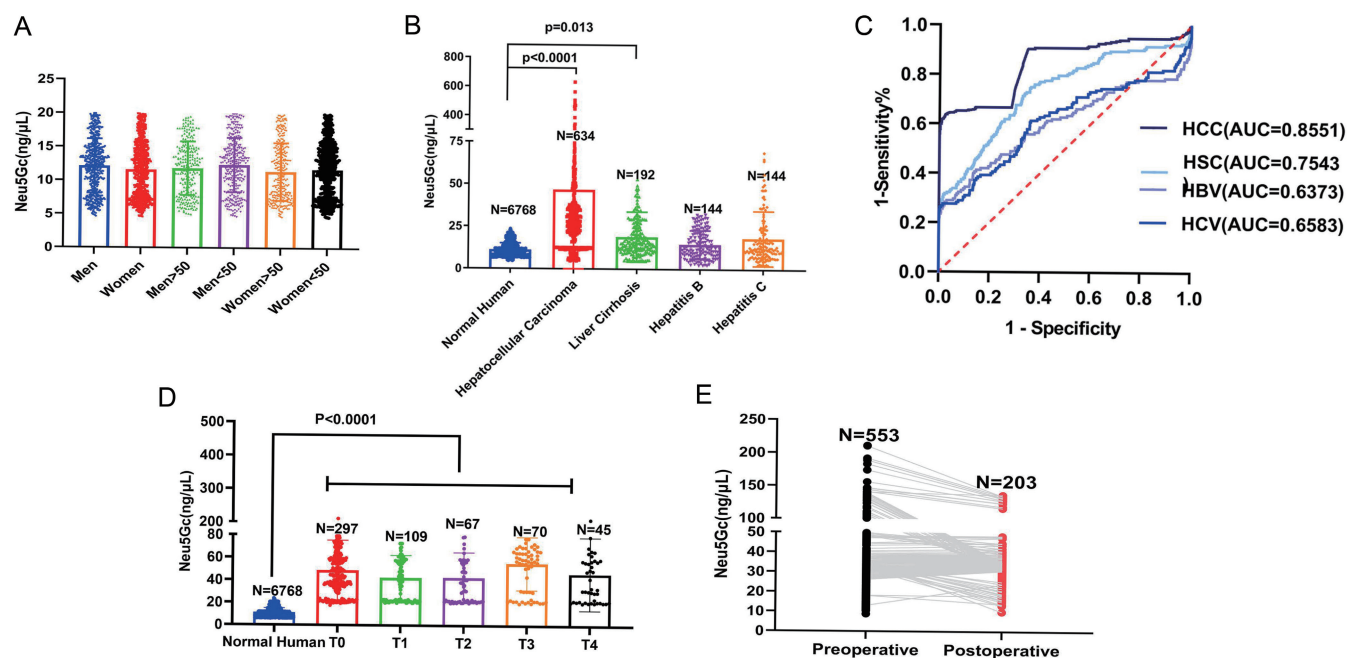 A
Neu5Gc(ng/μL)
25
20
15
10
5
0
Men
Women
Men>50
Men<50
Women>50
Women<50
B
Neu5Gc(ng/μL)
800
600
400
200
75
50
25
0
p=0.013
p<0.0001
N=6768
N=634
N=192
N=144
N=144
Normal Human
Hepatocellular Carcinoma
Liver Cirrhosis
Hepatitis B
Hepatitis C
C
1-Sensitivity%
1.0
0.8
0.6
0.4
0.2
0.0
0.0
0.2
0.4
0.6
0.8
1.0
1 - Specificity
HCC(AUC=0.8551)
HSC(AUC=0.7543
)
HBV(AUC=0.6373)
HCV(AUC=0.6583)
D
Neu5Gc(ng/μL)
500
400
300
200
80
60
40
20
0
P<0.0001
N=6768
N=297
N=109
N=67
N=70
N=45
Normal Human
T0
T1
T2
T3
T4
E
Neu5Gc(ng/μL)
250
200
150
100
50
40
30
20
10
0
N=553
N=203
Preoperative
Postoperative